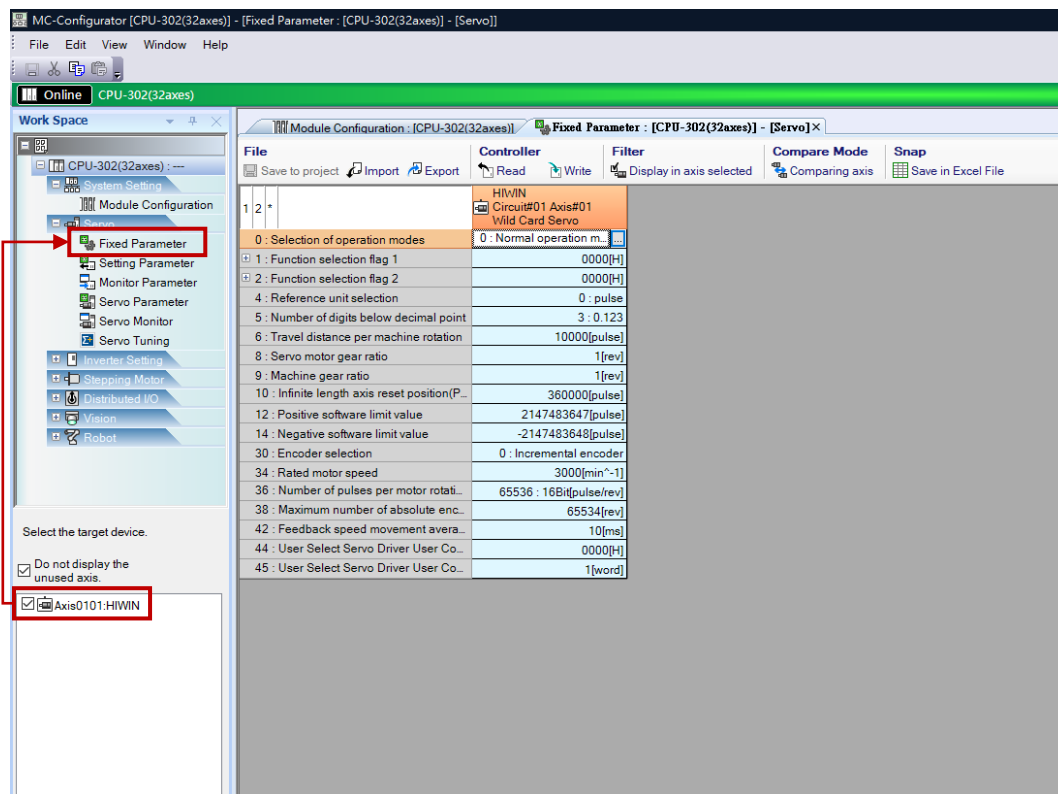 MC-Configurator [CPU-302(32axes)] - [Fixed Parameter : [CPU-302(32axes)] - [Servo]]
File Edit View Window Help
Online CPU-302(32axes)
Work Space
CPU-302(32axes) : ---
System Setting
Module Configuration
Servo
Fixed Parameter
Setting Parameter
Monitor Parameter
Servo Parameter
Servo Monitor
Servo Tuning
Inverter Setting
Stepping Motor
Distributed I/O
Vision
Robot
Select the target device.
Do not display the
unused axis.
Axis0101:HIWIN
Module Configuration : [CPU-302(32axes)] Fixed Parameter : [CPU-302(32axes)] - [Servo] ×
File Controller Filter Compare Mode Snap
Save to project Import Export Read Write Display in axis selected Comparing axis Save in Excel File
1 2 * HIWIN
Circuit#01 Axis#01
Wild Card Servo
0 : Selection of operation modes 0 : Normal operation m... ...
1 : Function selection flag 1 0000[H]
2 : Function selection flag 2 0000[H]
4 : Reference unit selection 0 : pulse
5 : Number of digits below decimal point 3 : 0.123
6 : Travel distance per machine rotation 10000[pulse]
8 : Servo motor gear ratio 1[rev]
9 : Machine gear ratio 1[rev]
10 : Infinite length axis reset position(P... 360000[pulse]
12 : Positive software limit value 2147483647[pulse]
14 : Negative software limit value -2147483648[pulse]
30 : Encoder selection 0 : Incremental encoder
34 : Rated motor speed 3000[min^-1]
36 : Number of pulses per motor rotati... 65536 : 16Bit[pulse/rev]
38 : Maximum number of absolute enc... 65534[rev]
42 : Feedback speed movement avera... 10[ms]
44 : User Select Servo Driver User Co... 0000[H]
45 : User Select Servo Driver User Co... 1[word]